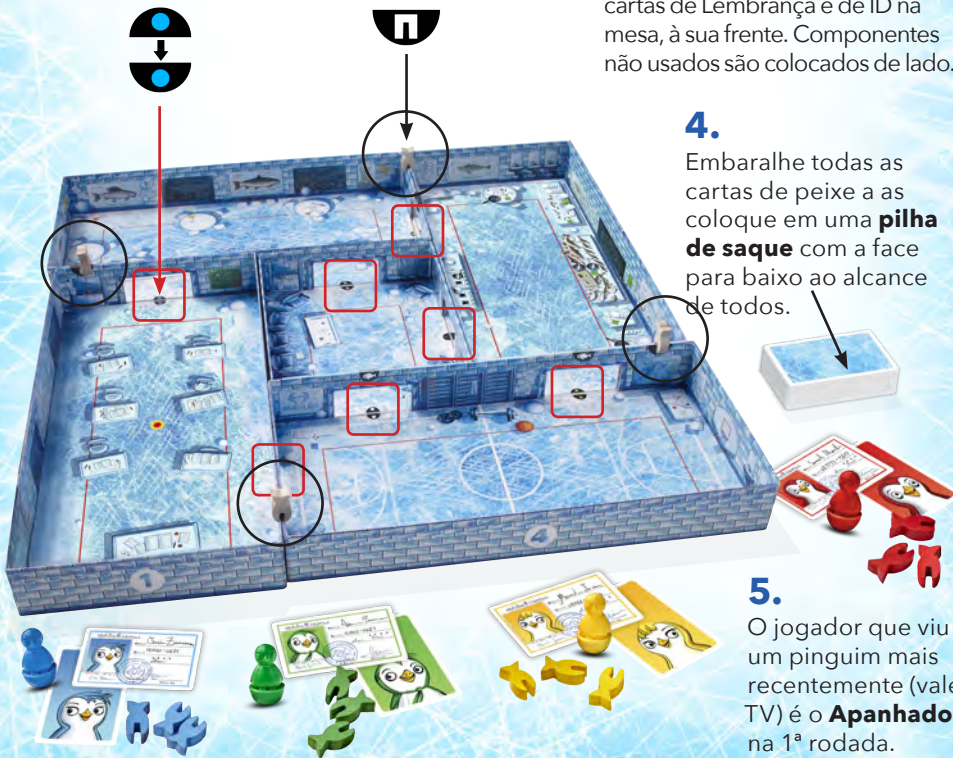 cartas de Lembrança e de ID na
mesa, à sua frente. Componentes
não usados são colocados de lado.
4.
Embaralhe todas as
cartas de peixe a as
coloque em uma pilha
de saque com a face
para baixo ao alcance
de todos.
1
4
5.
O jogador que viu
um pinguim mais
recentemente (vale
TV) é o Apanhado
na 1ª rodada.